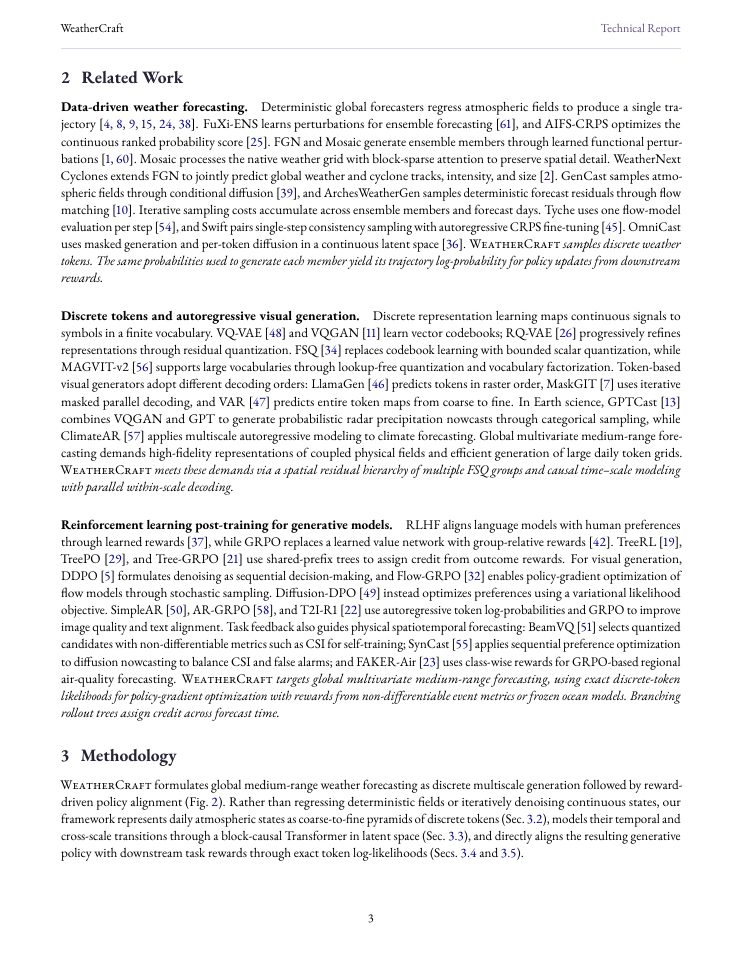 WeatherCraft
Technical Report
2 Related Work
Data-driven weather forecasting. Deterministic global forecasters regress atmospheric fields to produce a single tra-
jectory [4, 8, 9, 15, 24, 38]. FuXi-ENS learns perturbations for ensemble forecasting [61], and AIFS-CRPS optimizes the
continuous ranked probability score [25]. FGN and Mosaic generate ensemble members through learned functional pertur-
bations [1, 60]. Mosaic processes the native weather grid with block-sparse attention to preserve spatial detail. WeatherNext
Cyclones extends FGN to jointly predict global weather and cyclone tracks, intensity, and size [2]. GenCast samples atmo-
spheric fields through conditional diffusion [39], and ArchesWeatherGen samples deterministic forecast residuals through flow
matching [10]. Iterative sampling costs accumulate across ensemble members and forecast days. Tyche uses one flow-model
evaluation per step [54], and Swift pairs single-step consistency sampling with autoregressive CRPS fine-tuning [45]. OmniCast
uses masked generation and per-token diffusion in a continuous latent space [36]. WEATHERCRAFT samples discrete weather
tokens. The same probabilities used to generate each member yield its trajectory log-probability for policy updates from downstream
rewards.
Discrete tokens and autoregressive visual generation. Discrete representation learning maps continuous signals to
symbols in a finite vocabulary. VQ-VAE [48] and VQGAN [11] learn vector codebooks; RQ-VAE [26] progressively refines
representations through residual quantization. FSQ [34] replaces codebook learning with bounded scalar quantization, while
MAGVIT-v2 [56] supports large vocabularies through lookup-free quantization and vocabulary factorization. Token-based
visual generators adopt different decoding orders: LlamaGen [46] predicts tokens in raster order, MaskGIT [7] uses iterative
masked parallel decoding, and VAR [47] predicts entire token maps from coarse to fine. In Earth science, GPTCast [13]
combines VQGAN and GPT to generate probabilistic radar precipitation nowcasts through categorical sampling, while
ClimateAR [57] applies multiscale autoregressive modeling to climate forecasting. Global multivariate medium-range fore-
casting demands high-fidelity representations of coupled physical fields and efficient generation of large daily token grids.
WEATHERCRAFT meets these demands via a spatial residual hierarchy of multiple FSQ groups and causal time–scale modeling
with parallel within-scale decoding.
Reinforcement learning post-training for generative models. RLHF aligns language models with human preferences
through learned rewards [37], while GRPO replaces a learned value network with group-relative rewards [42]. TreeRL [19],
TreePO [29], and Tree-GRPO [21] use shared-prefix trees to assign credit from outcome rewards. For visual generation,
DDPO [5] formulates denoising as sequential decision-making, and Flow-GRPO [32] enables policy-gradient optimization of
flow models through stochastic sampling. Diffusion-DPO [49] instead optimizes preferences using a variational likelihood
objective. SimpleAR [50], AR-GRPO [58], and T2I-R1 [22] use autoregressive token log-probabilities and GRPO to improve
image quality and text alignment. Task feedback also guides physical spatiotemporal forecasting: BeamVQ [51] selects quantized
candidates with non-differentiable metrics such as CSI for self-training; SynCast [55] applies sequential preference optimization
to diffusion nowcasting to balance CSI and false alarms; and FAKER-Air [23] uses class-wise rewards for GRPO-based regional
air-quality forecasting. WEATHERCRAFT targets global multivariate medium-range forecasting, using exact discrete-token
likelihoods for policy-gradient optimization with rewards from non-differentiable event metrics or frozen ocean models. Branching
rollout trees assign credit across forecast time.
3 Methodology
WEATHERCRAFT formulates global medium-range weather forecasting as discrete multiscale generation followed by reward-
driven policy alignment (Fig. 2). Rather than regressing deterministic fields or iteratively denoising continuous states, our
framework represents daily atmospheric states as coarse-to-fine pyramids of discrete tokens (Sec. 3.2), models their temporal and
cross-scale transitions through a block-causal Transformer in latent space (Sec. 3.3), and directly aligns the resulting generative
policy with downstream task rewards through exact token log-likelihoods (Secs. 3.4 and 3.5).
3